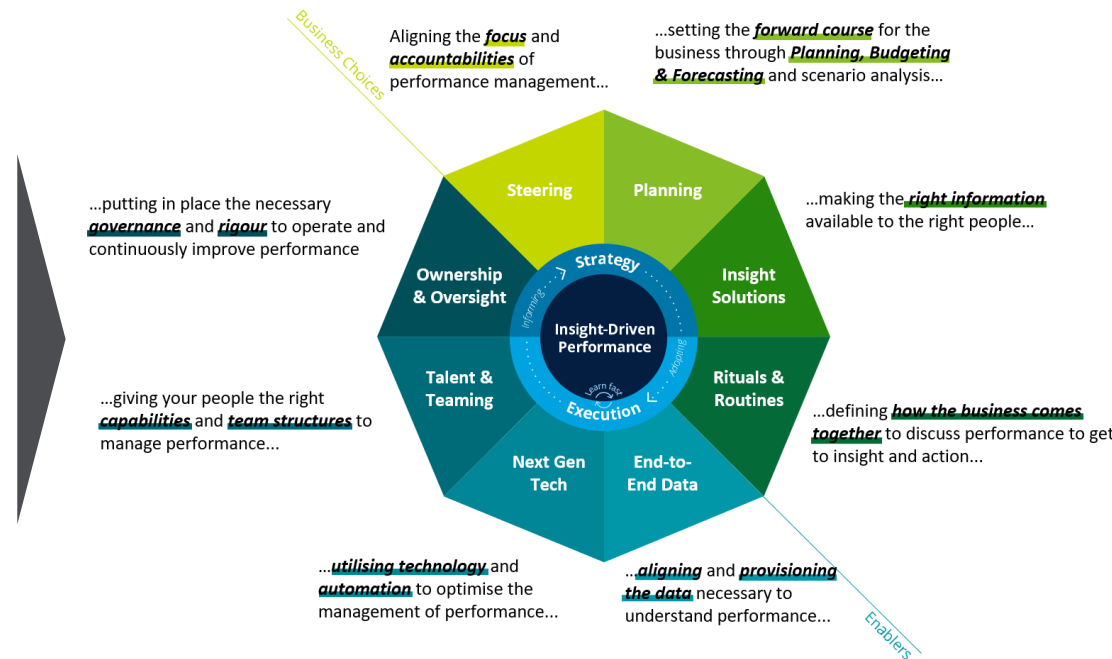 Business Choices
Aligning the focus and
accountabilities of
performance management...
...setting the forward course for the
business through Planning, Budgeting
& Forecasting and scenario analysis...
...putting in place the necessary
governance and rigour to operate and
continuously improve performance
...making the right information
available to the right people...
Steering
Planning
Ownership
& Oversight
Insight
Solutions
Strategy
Informing
Insight-Driven
Performance
Adapting
Learn fast
Execution
Talent &
Teaming
Rituals &
Routines
Next Gen
Tech
End-to-
End Data
...giving your people the right
capabilities and team structures to
manage performance...
...defining how the business comes
together to discuss performance to get
to insight and action...
...utilising technology and
automation to optimise the
management of performance...
...aligning and provisioning
the data necessary to
understand performance...
Enablers